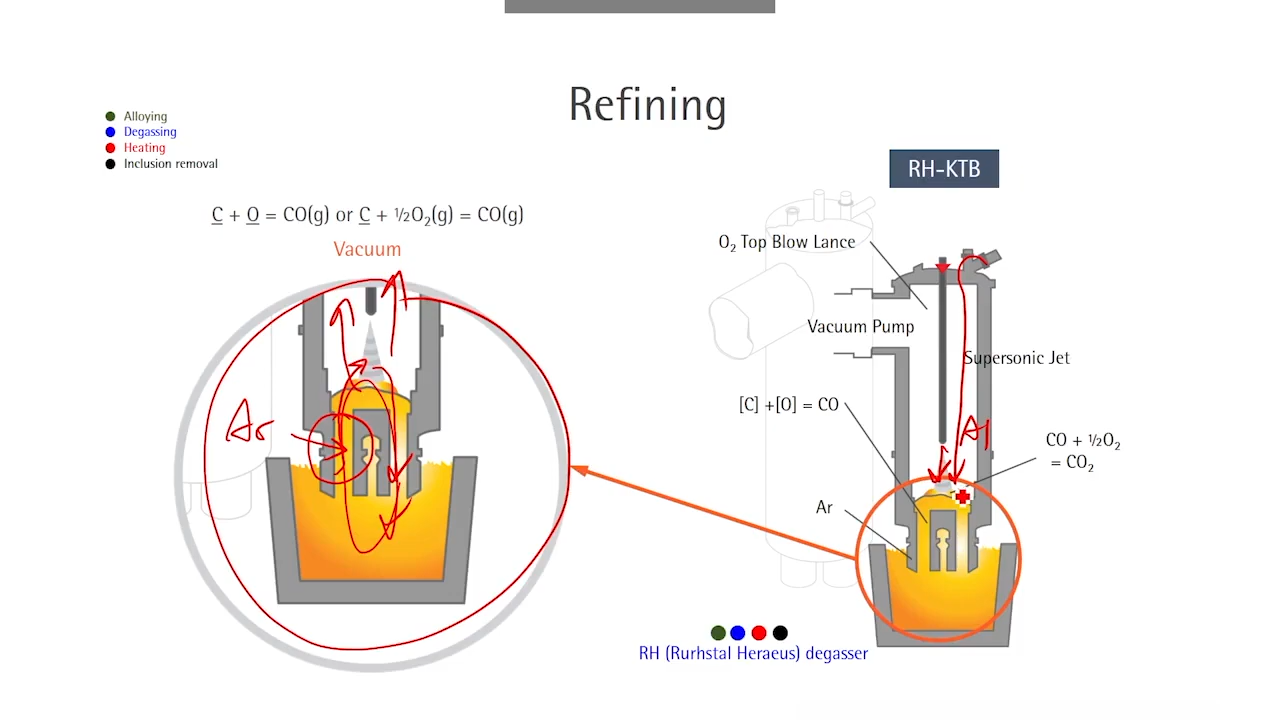 Refining
Alloying
Degassing
Heating
Inclusion removal
RH-KTB
C + O = CO(g) or C + ½O₂(g) = CO(g)
Vacuum
O₂ Top Blow Lance
Vacuum Pump
Supersonic Jet
[C] +[O] = CO
Ar
Al
CO + ½O₂
= CO₂
Ar
RH (Rurhstal Heraeus) degasser